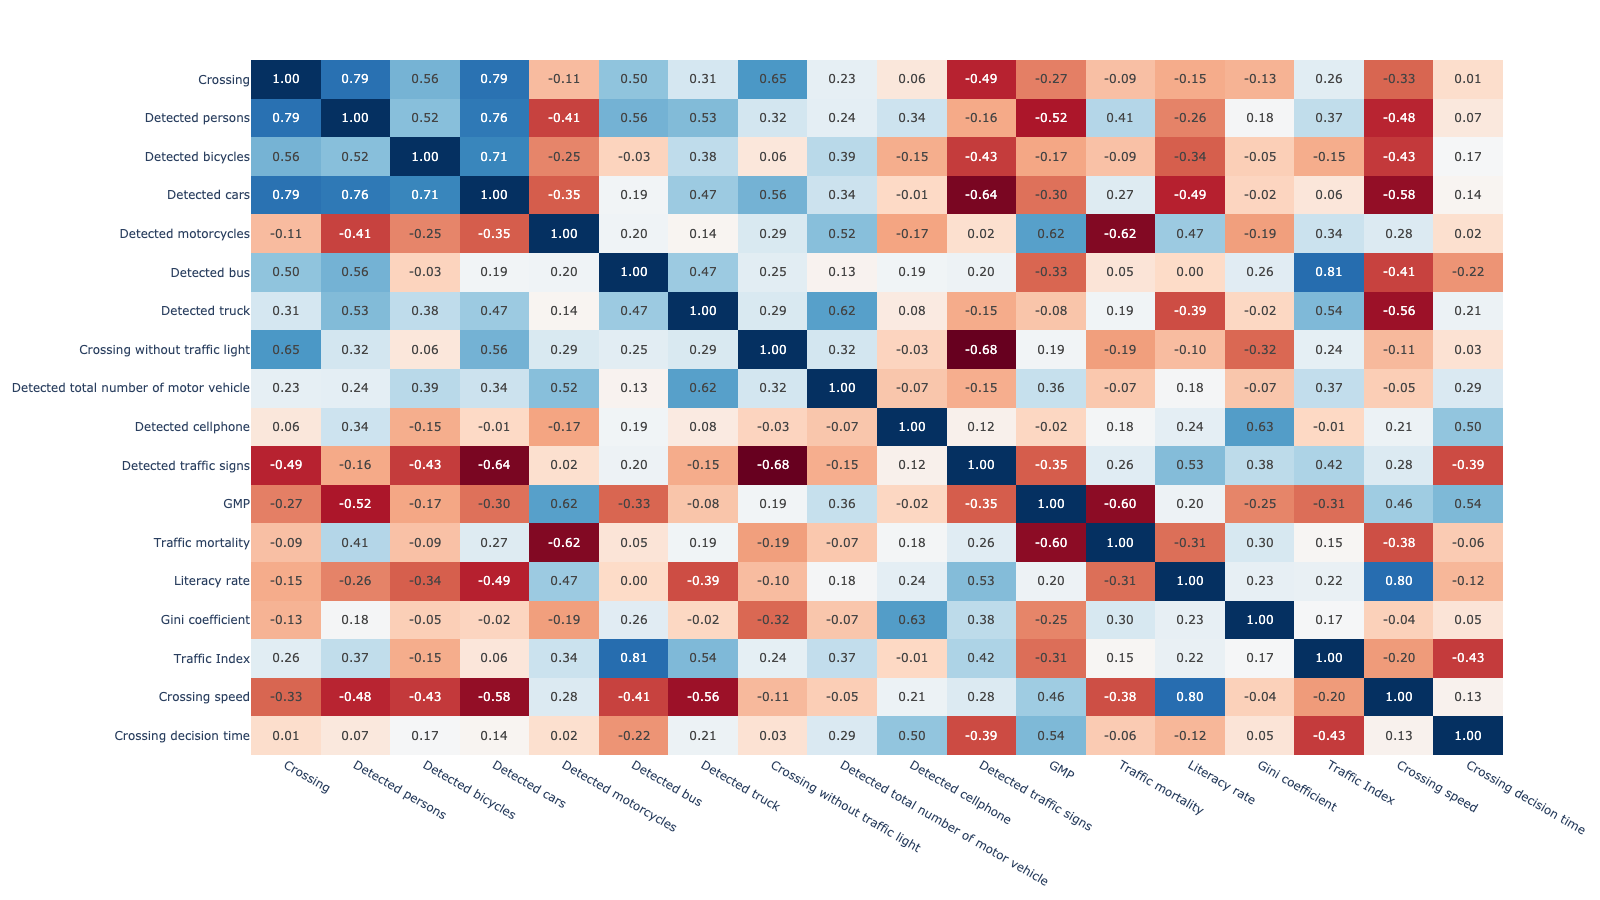 Crossing 1.00 0.79 0.56 0.79 -0.11 0.50 0.31 0.65 0.23 0.06 -0.49 -0.27 -0.09 -0.15 -0.13 0.26 -0.33 0.01
Detected persons 0.79 1.00 0.52 0.76 -0.41 0.56 0.53 0.32 0.24 0.34 -0.16 -0.52 0.41 -0.26 0.18 0.37 -0.48 0.07
Detected bicycles 0.56 0.52 1.00 0.71 -0.25 -0.03 0.38 0.06 0.39 -0.15 -0.43 -0.17 -0.09 -0.34 -0.05 -0.15 -0.43 0.17
Detected cars 0.79 0.76 0.71 1.00 -0.35 0.19 0.47 0.56 0.34 -0.01 -0.64 -0.30 0.27 -0.49 -0.02 0.06 -0.58 0.14
Detected motorcycles -0.11 -0.41 -0.25 -0.35 1.00 0.20 0.14 0.29 0.52 -0.17 0.02 0.62 -0.62 0.47 -0.19 0.34 0.28 0.02
Detected bus 0.50 0.56 -0.03 0.19 0.20 1.00 0.47 0.25 0.13 0.19 0.20 -0.33 0.05 0.00 0.26 0.81 -0.41 -0.22
Detected truck 0.31 0.53 0.38 0.47 0.14 0.47 1.00 0.29 0.62 0.08 -0.15 -0.08 0.19 -0.39 -0.02 0.54 -0.56 0.21
Crossing without traffic light 0.65 0.32 0.06 0.56 0.29 0.25 0.29 1.00 0.32 -0.03 -0.68 0.19 -0.19 -0.10 -0.32 0.24 -0.11 0.03
Detected total number of motor vehicle 0.23 0.24 0.39 0.34 0.52 0.13 0.62 0.32 1.00 -0.07 -0.15 0.36 -0.07 0.18 -0.07 0.37 -0.05 0.29
Detected cellphone 0.06 0.34 -0.15 -0.01 -0.17 0.19 0.08 -0.03 -0.07 1.00 0.12 -0.02 0.18 0.24 0.63 -0.01 0.21 0.50
Detected traffic signs -0.49 -0.16 -0.43 -0.64 0.02 0.20 -0.15 -0.68 -0.15 0.12 1.00 -0.35 0.26 0.53 0.38 0.42 0.28 -0.39
GMP -0.27 -0.52 -0.17 -0.30 0.62 -0.33 -0.08 0.19 0.36 -0.02 -0.35 1.00 -0.60 0.20 -0.25 -0.31 0.46 0.54
Traffic mortality -0.09 0.41 -0.09 0.27 -0.62 0.05 0.19 -0.19 -0.07 0.18 0.26 -0.60 1.00 -0.31 0.30 0.15 -0.38 -0.06
Literacy rate -0.15 -0.26 -0.34 -0.49 0.47 0.00 -0.39 -0.10 0.18 0.24 0.53 0.20 -0.31 1.00 0.23 0.22 0.80 -0.12
Gini coefficient -0.13 0.18 -0.05 -0.02 -0.19 0.26 -0.02 -0.32 -0.07 0.63 0.38 -0.25 0.30 0.23 1.00 0.17 -0.04 0.05
Traffic Index 0.26 0.37 -0.15 0.06 0.34 0.81 0.54 0.24 0.37 -0.01 0.42 -0.31 0.15 0.22 0.17 1.00 -0.20 -0.43
Crossing speed -0.33 -0.48 -0.43 -0.58 0.28 -0.41 -0.56 -0.11 -0.05 0.21 0.28 0.46 -0.38 0.80 -0.04 -0.20 1.00 0.13
Crossing decision time 0.01 0.07 0.17 0.14 0.02 -0.22 0.21 0.03 0.29 0.50 -0.39 0.54 -0.06 -0.12 0.05 -0.43 0.13 1.00
Crossing
Detected persons
Detected bicycles
Detected cars
Detected motorcycles
Detected bus
Detected truck
Crossing without traffic light
Detected total number of motor vehicle
Detected cellphone
Detected traffic signs
GMP
Traffic mortality
Literacy rate
Gini coefficient
Traffic Index
Crossing speed
Crossing decision time